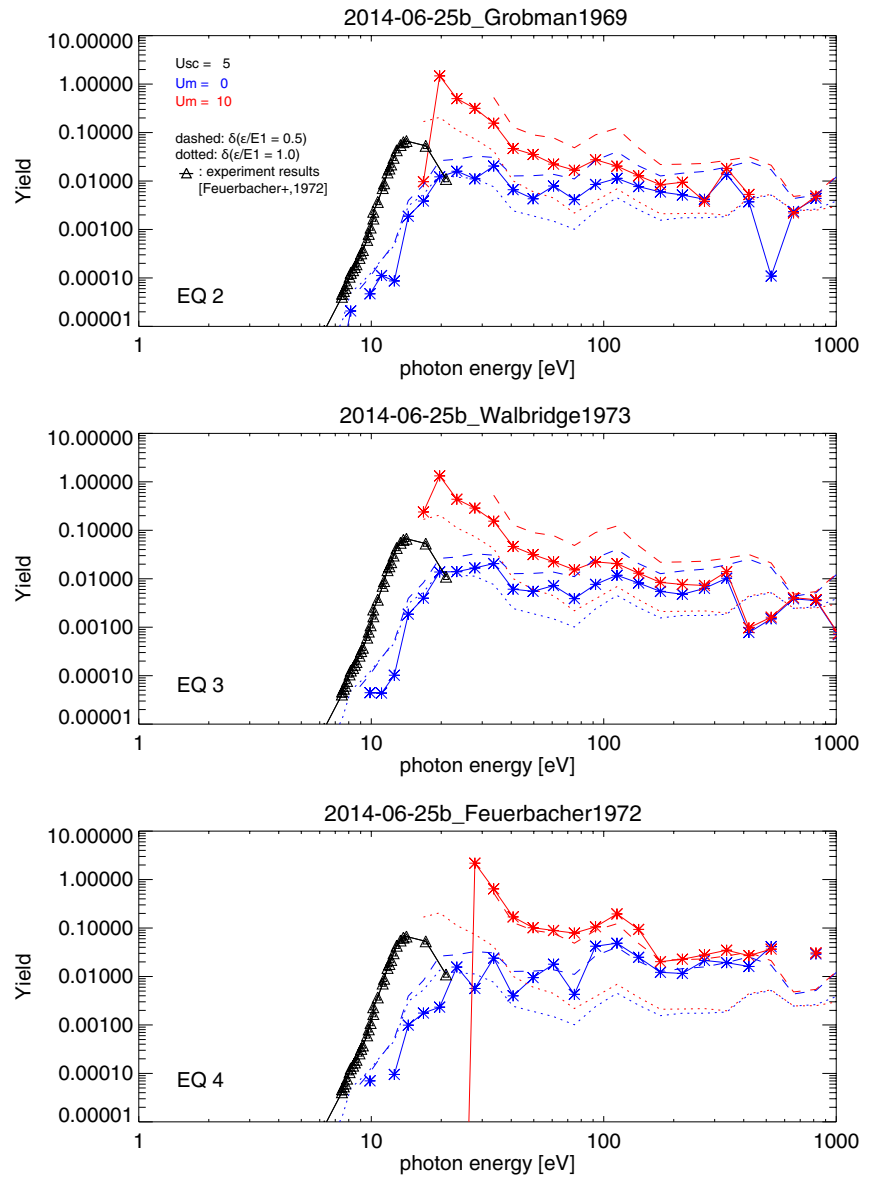 2014-06-25b_Grobman1969
10.00000
1.00000
0.10000
0.01000
0.00100
0.00010
0.00001
Yield
Usc = 5
Um = 0
Um = 10
dashed: δ(ε/E1 = 0.5)
dotted: δ(ε/E1 = 1.0)
: experiment results
[Feuerbacher+,1972]
EQ 2
1 10 100 1000
photon energy [eV]
2014-06-25b_Walbridge1973
10.00000
1.00000
0.10000
0.01000
0.00100
0.00010
0.00001
Yield
EQ 3
1 10 100 1000
photon energy [eV]
2014-06-25b_Feuerbacher1972
10.00000
1.00000
0.10000
0.01000
0.00100
0.00010
0.00001
Yield
EQ 4
1 10 100 1000
photon energy [eV]